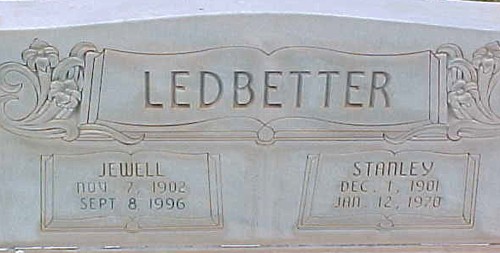 LEDBETTER
JEWELL
NOV. 7, 1902
SEPT 8 1996
STANLEY
DEC. 1, 1901
JAN. 12, 1970